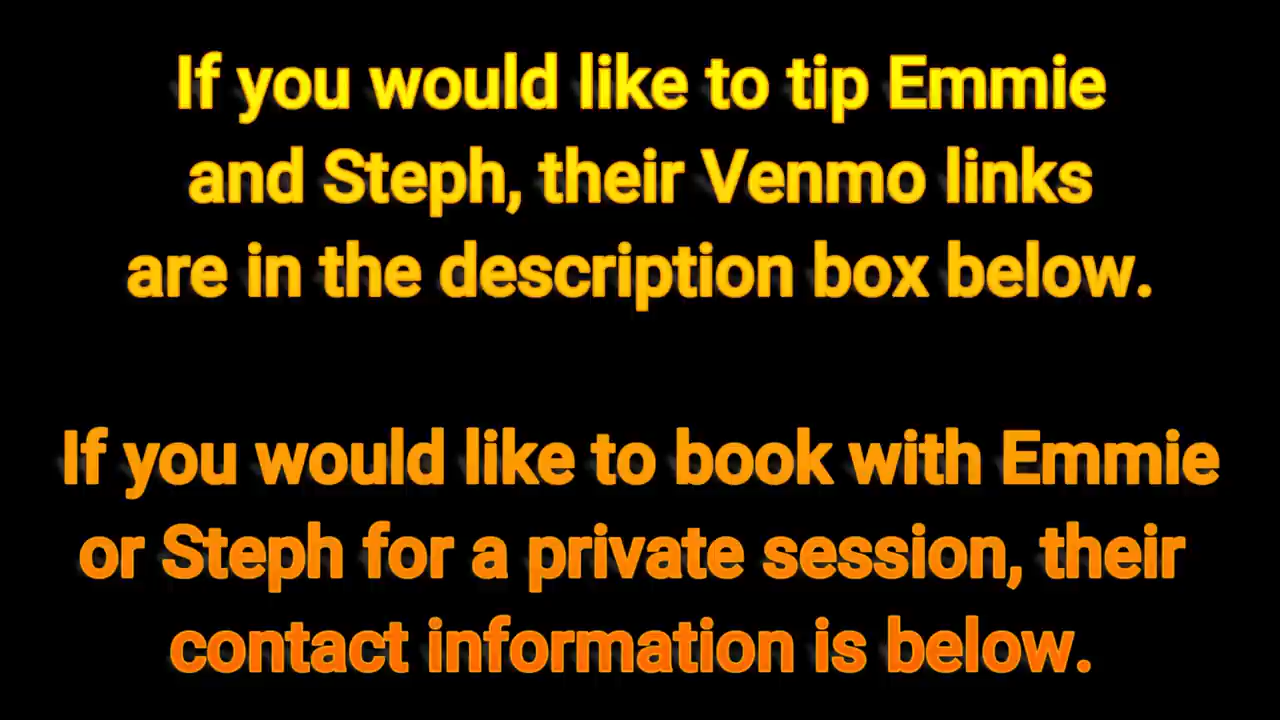 If you would like to tip Emmie
and Steph, their Venmo links
are in the description box below.
If you would like to book with Emmie
or Steph for a private session, their
contact information is below.